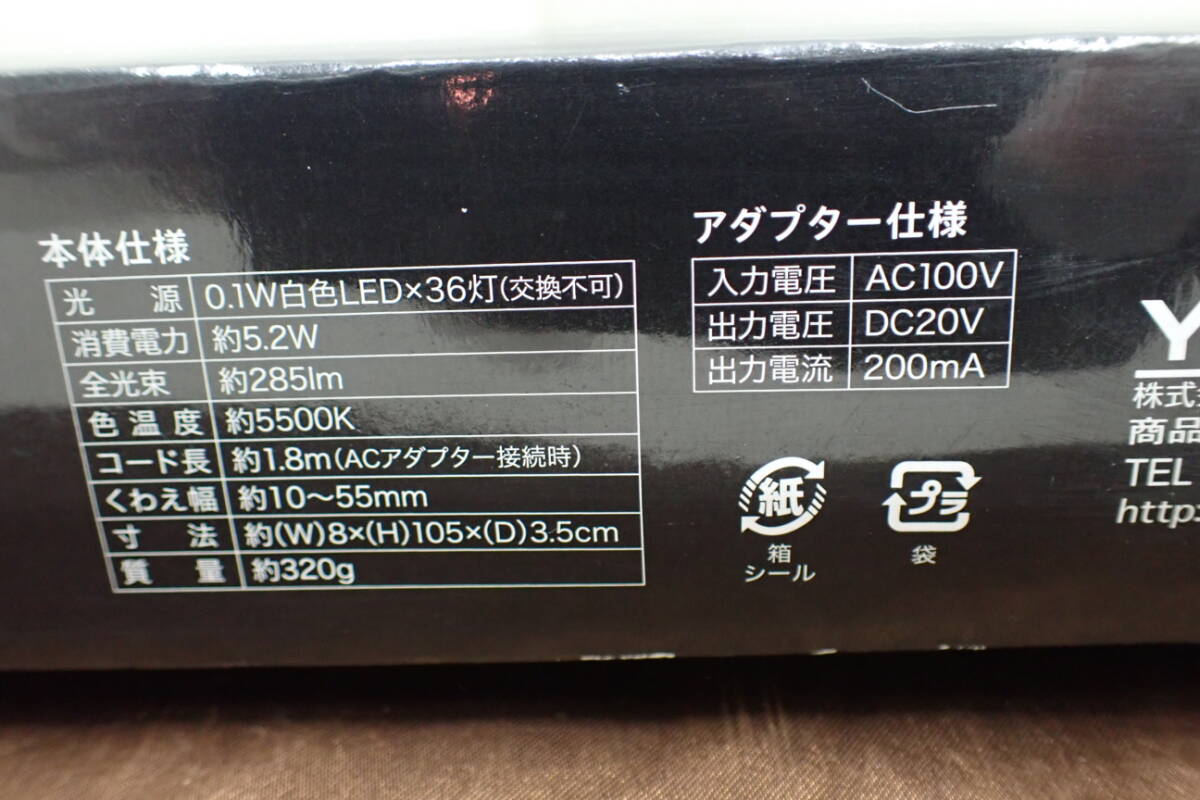 本体仕様
光源 0.1W白色LED×36灯(交換不可)
消費電力 約5.2W
全光束 約285lm
色温度 約5500K
コード長 約1.8m(ACアダプター接続時)
くわえ幅 約10～55mm
寸法 約(W)8×(H)105×(D)3.5cm
質量 約320g
アダプター仕様
入力電圧 AC100V
出力電圧 DC20V
出力電流 200mA
紙
箱
シール
プラ
袋
Y
株式
商品
TEL
http: